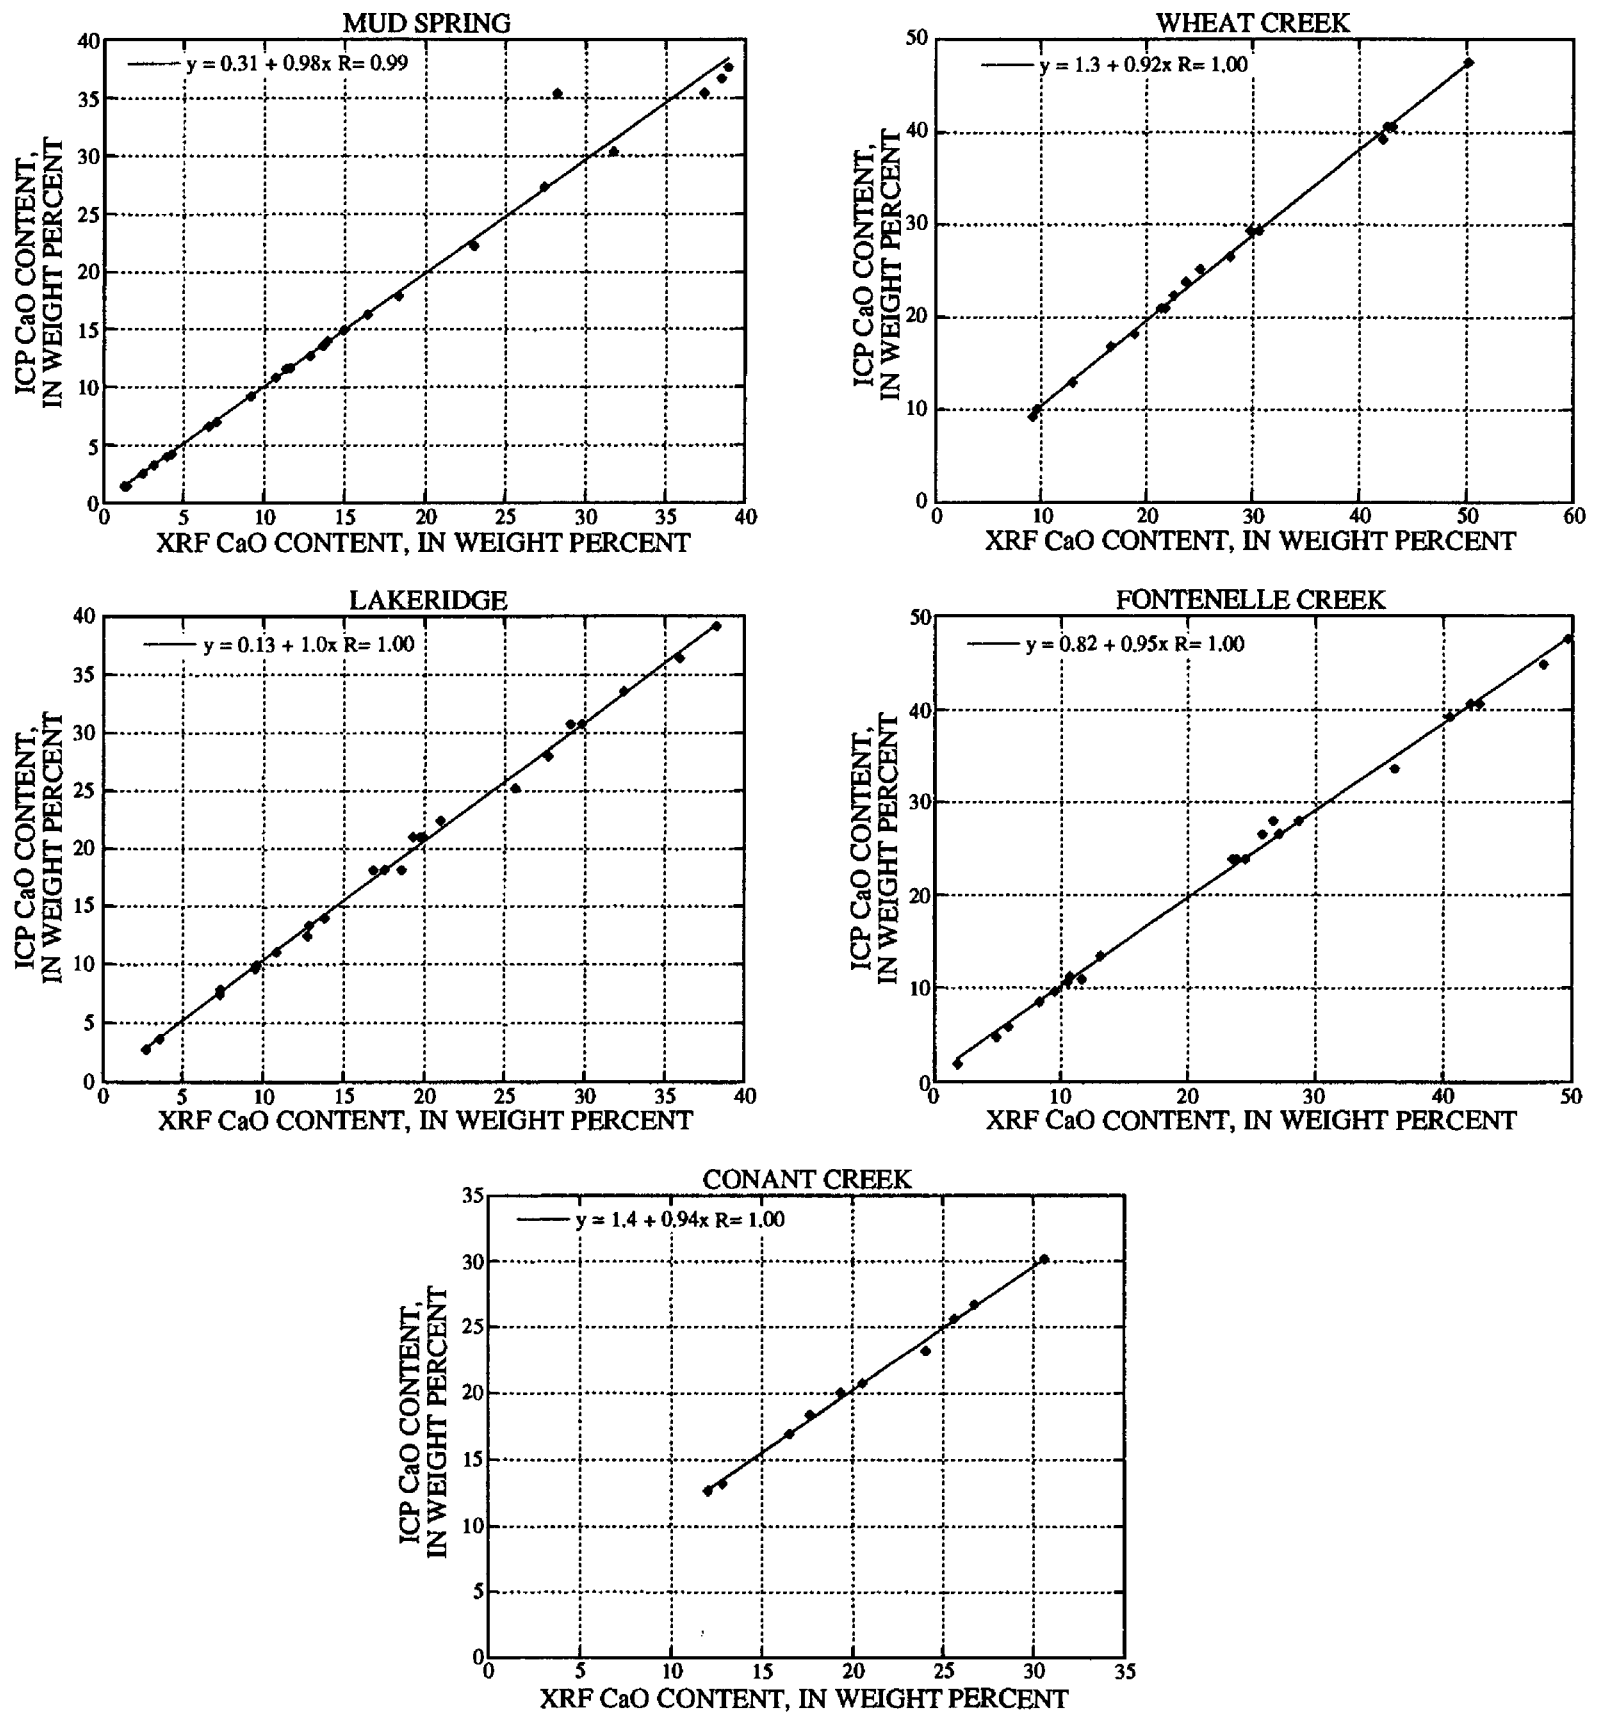 MUD SPRING
y = 0.31 + 0.98x R= 0.99
40
35
30
25
20
15
10
5
0
0 5 10 15 20 25 30 35 40
ICP CaO CONTENT,
IN WEIGHT PERCENT
XRF CaO CONTENT, IN WEIGHT PERCENT
WHEAT CREEK
y = 1.3 + 0.92x R= 1.00
50
40
30
20
10
0
0 10 20 30 40 50 60
ICP CaO CONTENT,
IN WEIGHT PERCENT
XRF CaO CONTENT, IN WEIGHT PERCENT
LAKERIDGE
y = 0.13 + 1.0x R= 1.00
40
35
30
25
20
15
10
5
0
0 5 10 15 20 25 30 35 40
ICP CaO CONTENT,
IN WEIGHT PERCENT
XRF CaO CONTENT, IN WEIGHT PERCENT
FONTENELLE CREEK
y = 0.82 + 0.95x R= 1.00
50
40
30
20
10
0
0 10 20 30 40 50
ICP CaO CONTENT,
IN WEIGHT PERCENT
XRF CaO CONTENT, IN WEIGHT PERCENT
CONANT CREEK
y = 1.4 + 0.94x R= 1.00
35
30
25
20
15
10
5
0
0 5 10 15 20 25 30 35
ICP CaO CONTENT,
IN WEIGHT PERCENT
XRF CaO CONTENT, IN WEIGHT PERCENT